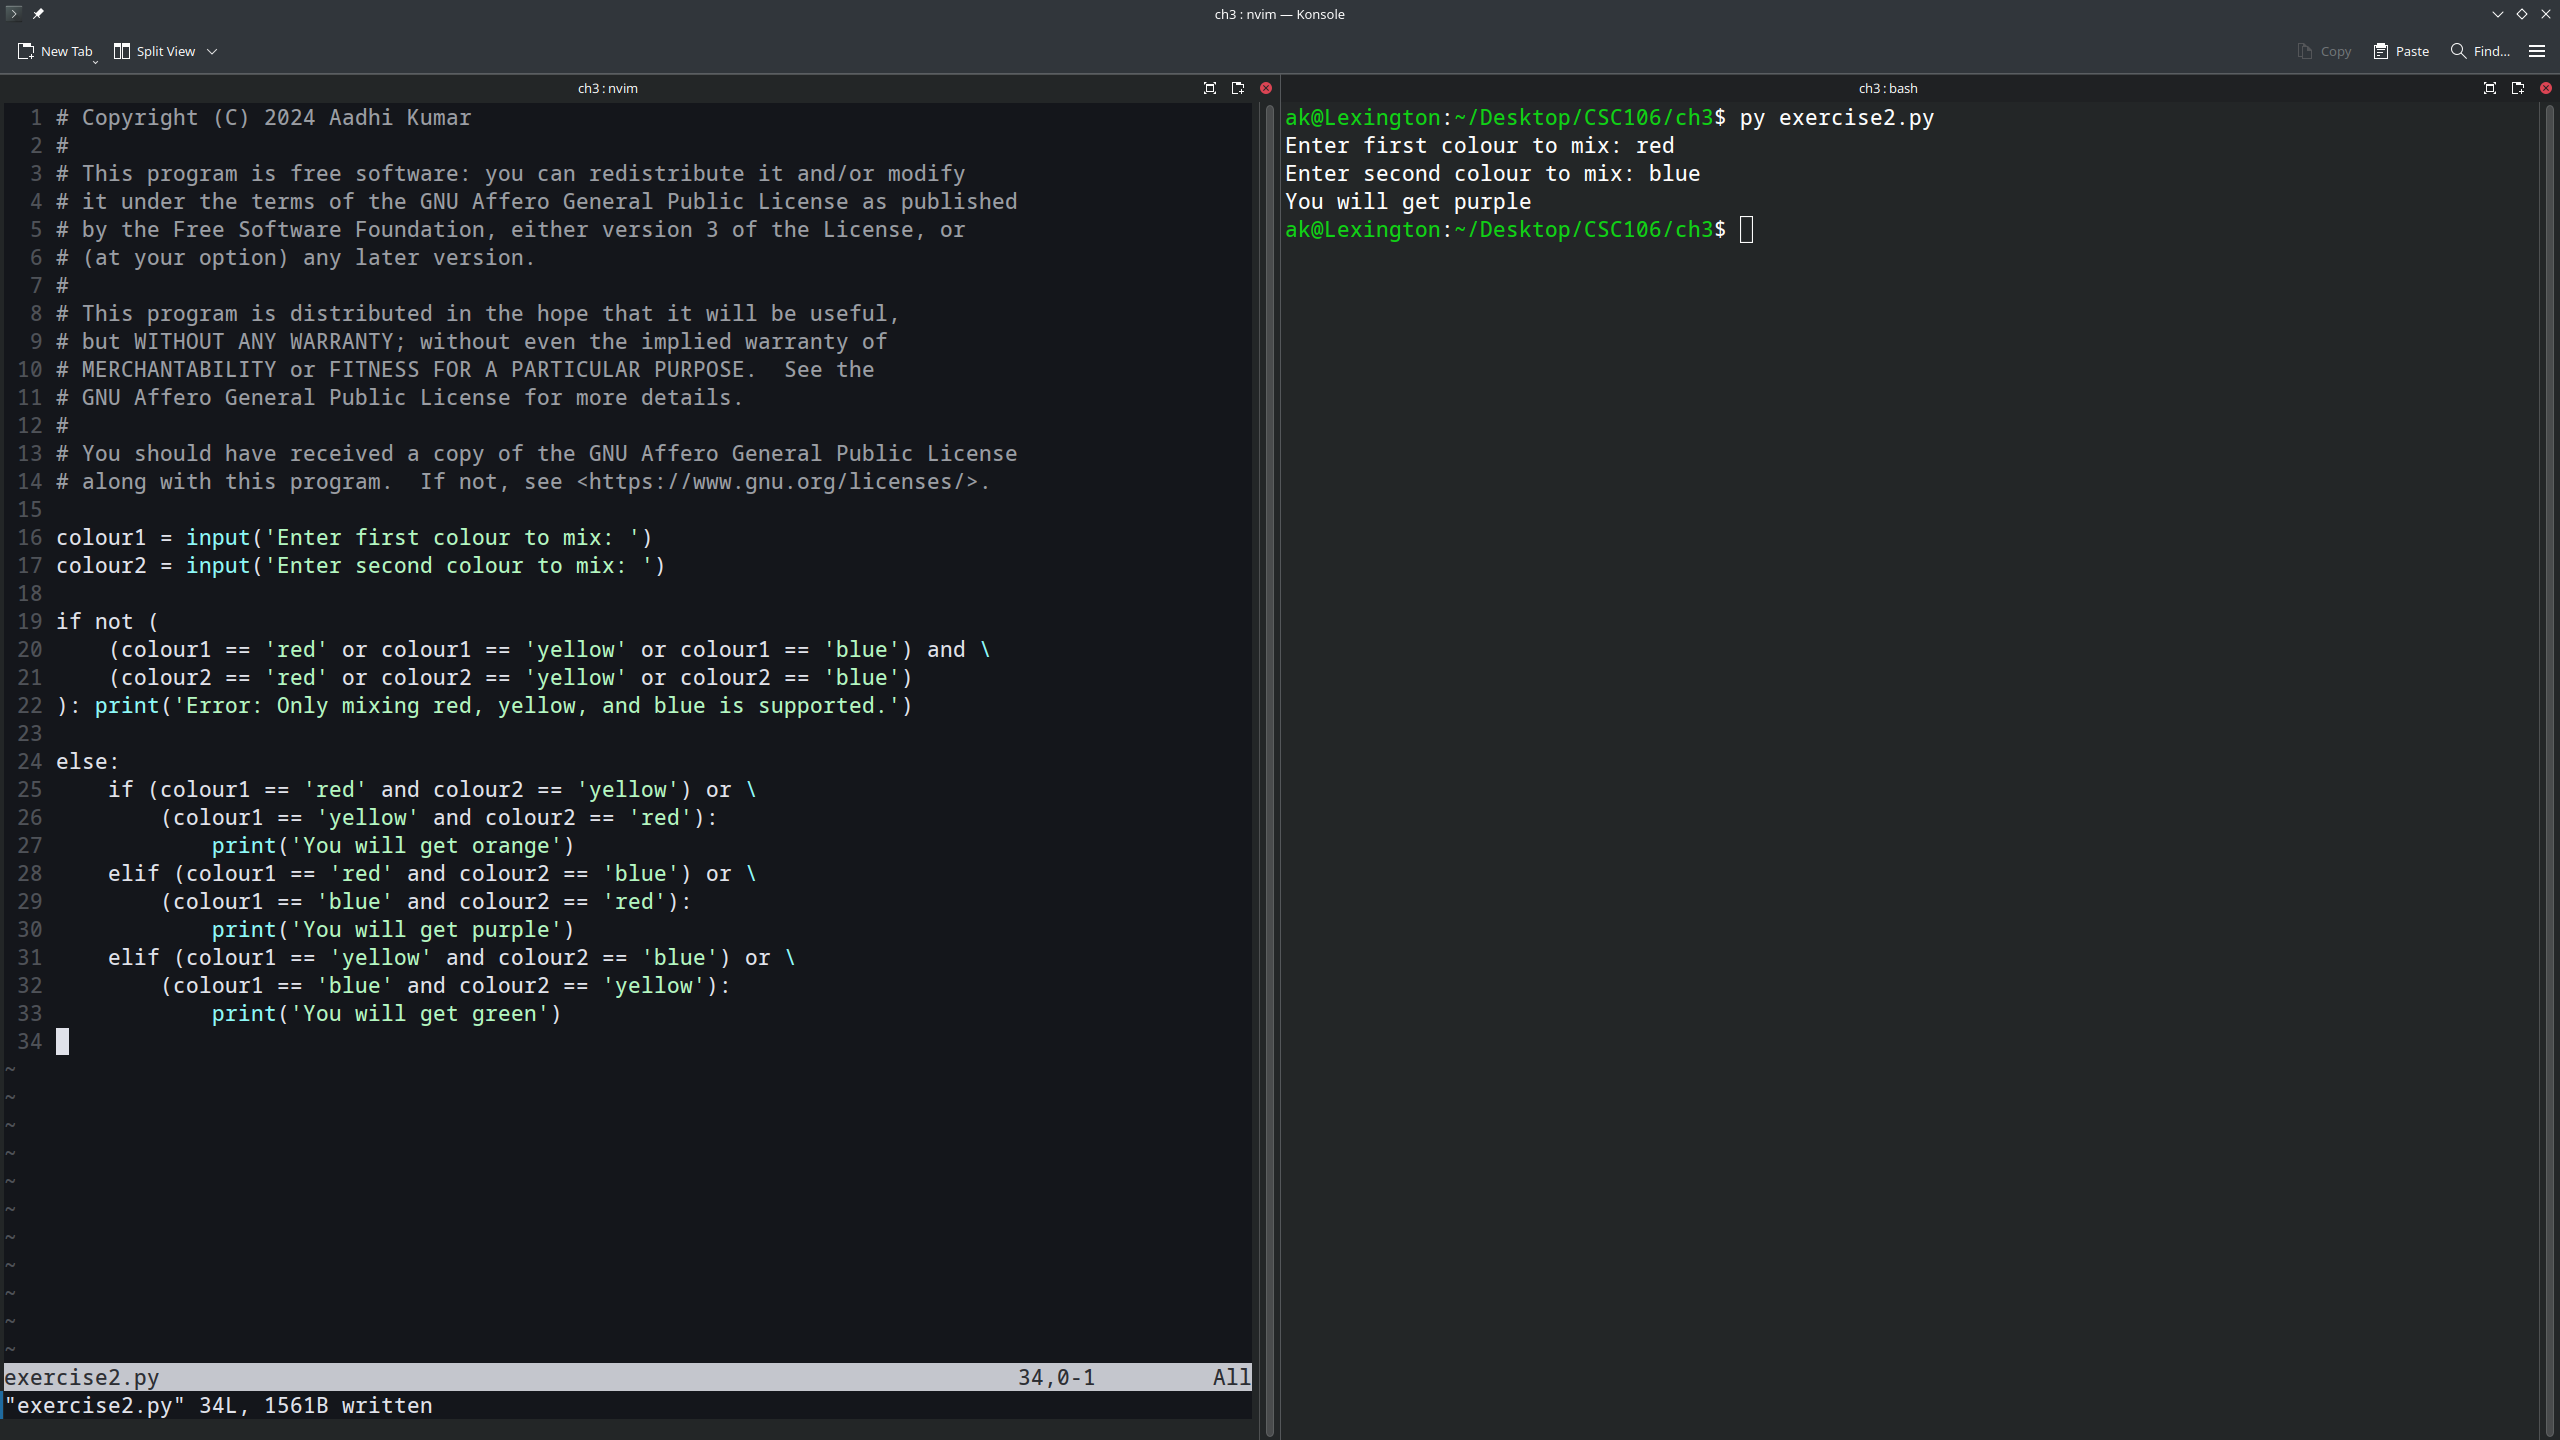 ch3 : nvim — Konsole
New Tab Split View Copy Paste Find...
ch3 : nvim
1 # Copyright (C) 2024 Aadhi Kumar
2 #
3 # This program is free software: you can redistribute it and/or modify
4 # it under the terms of the GNU Affero General Public License as published
5 # by the Free Software Foundation, either version 3 of the License, or
6 # (at your option) any later version.
7 #
8 # This program is distributed in the hope that it will be useful,
9 # but WITHOUT ANY WARRANTY; without even the implied warranty of
10 # MERCHANTABILITY or FITNESS FOR A PARTICULAR PURPOSE.  See the
11 # GNU Affero General Public License for more details.
12 #
13 # You should have received a copy of the GNU Affero General Public License
14 # along with this program.  If not, see <https://www.gnu.org/licenses/>.
15
16 colour1 = input('Enter first colour to mix: ')
17 colour2 = input('Enter second colour to mix: ')
18
19 if not (
20     (colour1 == 'red' or colour1 == 'yellow' or colour1 == 'blue') and \
21     (colour2 == 'red' or colour2 == 'yellow' or colour2 == 'blue')
22 ): print('Error: Only mixing red, yellow, and blue is supported.')
23
24 else:
25     if (colour1 == 'red' and colour2 == 'yellow') or \
26         (colour1 == 'yellow' and colour2 == 'red'):
27             print('You will get orange')
28     elif (colour1 == 'red' and colour2 == 'blue') or \
29         (colour1 == 'blue' and colour2 == 'red'):
30             print('You will get purple')
31     elif (colour1 == 'yellow' and colour2 == 'blue') or \
32         (colour1 == 'blue' and colour2 == 'yellow'):
33             print('You will get green')
34
~
~
~
~
~
~
~
~
~
~
~
exercise2.py 34,0-1 All
"exercise2.py" 34L, 1561B written
ch3 : bash
ak@Lexington:~/Desktop/CSC106/ch3$ py exercise2.py
Enter first colour to mix: red
Enter second colour to mix: blue
You will get purple
ak@Lexington:~/Desktop/CSC106/ch3$